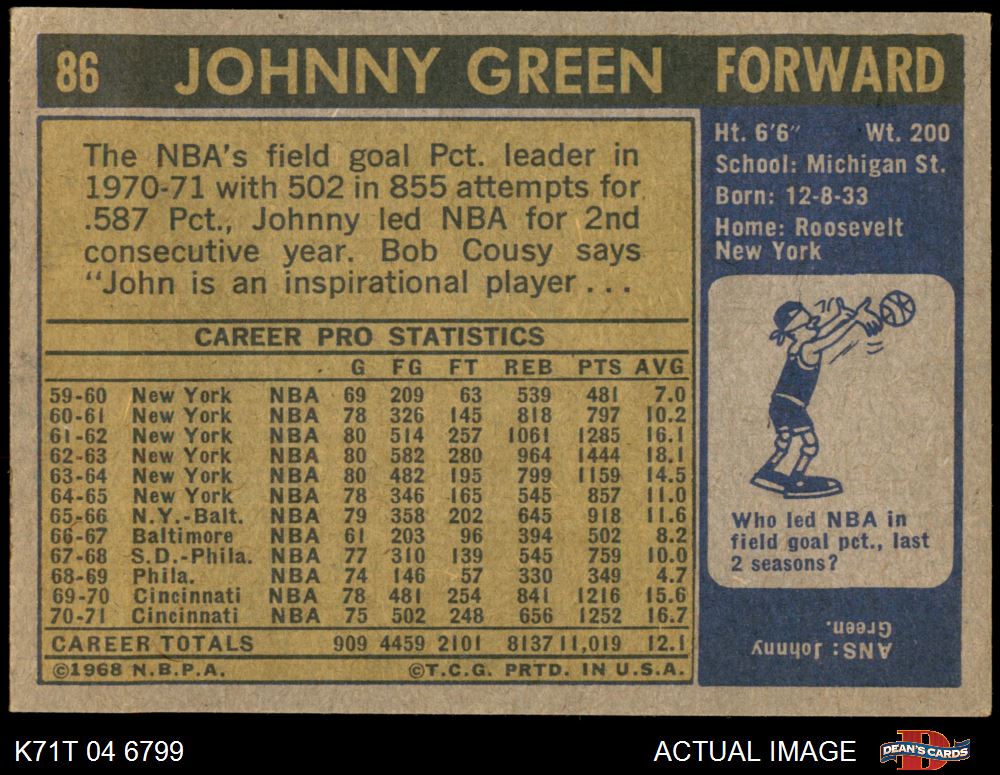 86 JOHNNY GREEN FORWARD
The NBA's field goal Pct. leader in
1970-71 with 502 in 855 attempts for
.587 Pct., Johnny led NBA for 2nd
consecutive year. Bob Cousy says
"John is an inspirational player...
CAREER PRO STATISTICS
G FG FT REB PTS AVG
59-60 New York NBA 69 209 63 539 481 7.0
60-61 New York NBA 78 326 145 818 797 10.2
61-62 New York NBA 80 514 257 1061 1285 16.1
62-63 New York NBA 80 582 280 964 1444 18.1
63-64 New York NBA 80 482 195 799 1159 14.5
64-65 New York NBA 78 346 165 545 857 11.0
65-66 N.Y.-Balt. NBA 79 358 202 645 918 11.6
66-67 Baltimore NBA 61 203 96 394 502 8.2
67-68 S.D.-Phila. NBA 77 310 139 545 759 10.0
68-69 Phila. NBA 74 146 57 330 349 4.7
69-70 Cincinnati NBA 78 481 254 841 1216 15.6
70-71 Cincinnati NBA 75 502 248 656 1252 16.7
CAREER TOTALS 909 4459 2101 8137 11,019 12.1
©1968 N.B.P.A. ©T.C.G. PRTD. IN U.S.A.
Ht. 6'6" Wt. 200
School: Michigan St.
Born: 12-8-33
Home: Roosevelt
New York
Who led NBA in
field goal pct., last
2 seasons?
ANS: Johnny
Green.
K71T 04 6799 ACTUAL IMAGE DEAN'S CARDS